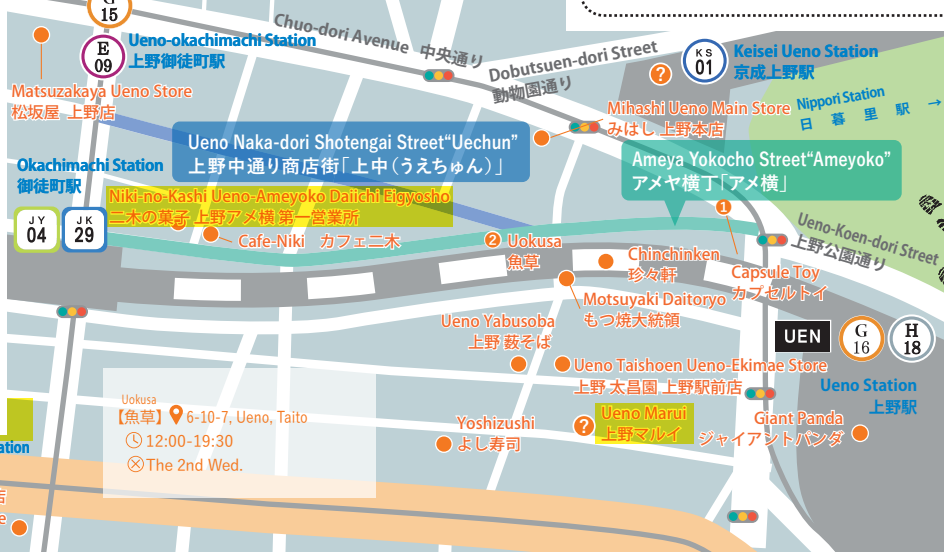 G
15
Chuo-dori Avenue 中央通り
E
09
Ueno-okachimachi Station
上野御徒町駅
Dobutsuen-dori Street
動物園通り
KS
01
Keisei Ueno Station
京成上野駅
?
Matsuzakaya Ueno Store
松坂屋 上野店
Mihashi Ueno Main Store
みはし 上野本店
Nippori Station →
日暮里駅
Ueno Naka-dori Shotengai Street“Uechun”
上野中通り商店街「上中（うえちゅん）」
Ameya Yokocho Street“Ameyoko”
アメヤ横丁「アメ横」
Okachimachi Station
御徒町駅
JY
04
JK
29
Niki-no-Kashi Ueno-Ameyoko Daiichi Eigyosho
二木の菓子 上野アメ横 第一営業所
Cafe-Niki カフェ二木
2 Uokusa
魚草
1
Capsule Toy
カプセルトイ
Ueno-Koen-dori Street
上野公園通り
Chinchinken
珍々軒
Motsuyaki Daitoryo
もつ焼大統領
Ueno Yabusoba
上野 藪そば
UEN
G
16
H
18
Ueno Station
上野駅
Ueno Taishoen Ueno-Ekimae Store
上野 太昌園 上野駅前店
Uokusa
【魚草】 6-10-7, Ueno, Taito
12:00-19:30
The 2nd Wed.
Yoshizushi
よし寿司
?
Ueno Marui
上野マルイ
Giant Panda
ジャイアントパンダ
ation
店
e